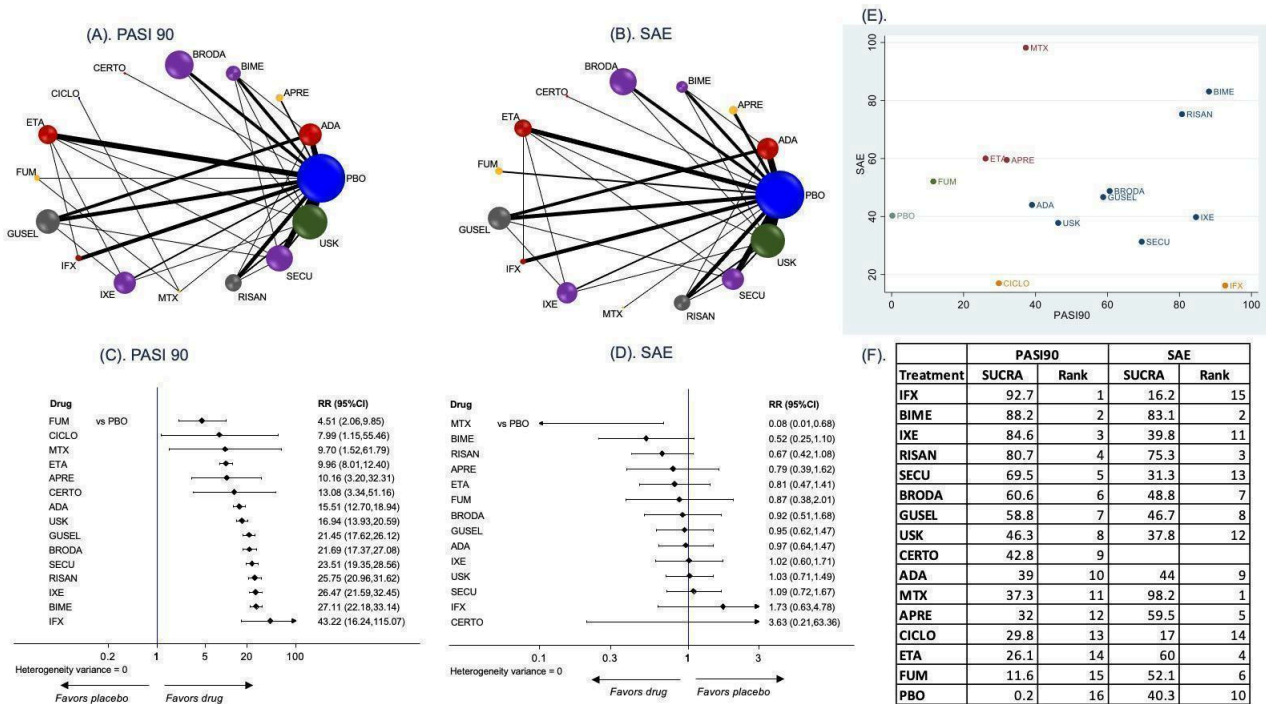 (A). PASI 90
BRODA
CERTO
BIME
CICLO
APRE
ETA
ADA
FUM
PBO
GUSEL
USK
IFX
SECU
IXE
MTX
RISAN
(B). SAE
BRODA
BIME
CERTO
APRE
ETA
ADA
FUM
PBO
GUSEL
USK
IFX
SECU
IXE
MTX
RISAN
(E).
SAE
100
80
60
40
20
MTX
BIME
RISAN
ETA
APRE
FUM
BRODA
GUSEL
ADA
PBO
IXE
USK
SECU
CICLO
IFX
0
20
40
60
80
100
PASI90
(C). PASI 90
Drug RR (95%CI)
FUM vs PBO 4.51 (2.06,9.85)
CICLO 7.99 (1.15,55.46)
MTX 9.70 (1.52,61.79)
ETA 9.96 (8.01,12.40)
APRE 10.16 (3.20,32.31)
CERTO 13.08 (3.34,51.16)
ADA 15.51 (12.70,18.94)
USK 16.94 (13.93,20.59)
GUSEL 21.45 (17.62,26.12)
BRODA 21.69 (17.37,27.08)
SECU 23.51 (19.35,28.56)
RISAN 25.75 (20.96,31.62)
IXE 26.47 (21.59,32.45)
BIME 27.11 (22.18,33.14)
IFX 43.22 (16.24,115.07)
0.2 1 5 20 100
Heterogeneity variance = 0
Favors placebo Favors drug
(D). SAE
Drug RR (95%CI)
MTX vs PBO 0.08 (0.01,0.68)
BIME 0.52 (0.25,1.10)
RISAN 0.67 (0.42,1.08)
APRE 0.79 (0.39,1.62)
ETA 0.81 (0.47,1.41)
FUM 0.87 (0.38,2.01)
BRODA 0.92 (0.51,1.68)
GUSEL 0.95 (0.62,1.47)
ADA 0.97 (0.64,1.47)
IXE 1.02 (0.60,1.71)
USK 1.03 (0.71,1.49)
SECU 1.09 (0.72,1.67)
IFX 1.73 (0.63,4.78)
CERTO 3.63 (0.21,63.36)
0.1 0.3 1 3
Heterogeneity variance = 0
Favors drug Favors placebo
(F).
PASI90 SAE
Treatment SUCRA Rank SUCRA Rank
IFX 92.7 1 16.2 15
BIME 88.2 2 83.1 2
IXE 84.6 3 39.8 11
RISAN 80.7 4 75.3 3
SECU 69.5 5 31.3 13
BRODA 60.6 6 48.8 7
GUSEL 58.8 7 46.7 8
USK 46.3 8 37.8 12
CERTO 42.8 9
ADA 39 10 44 9
MTX 37.3 11 98.2 1
APRE 32 12 59.5 5
CICLO 29.8 13 17 14
ETA 26.1 14 60 4
FUM 11.6 15 52.1 6
PBO 0.2 16 40.3 10